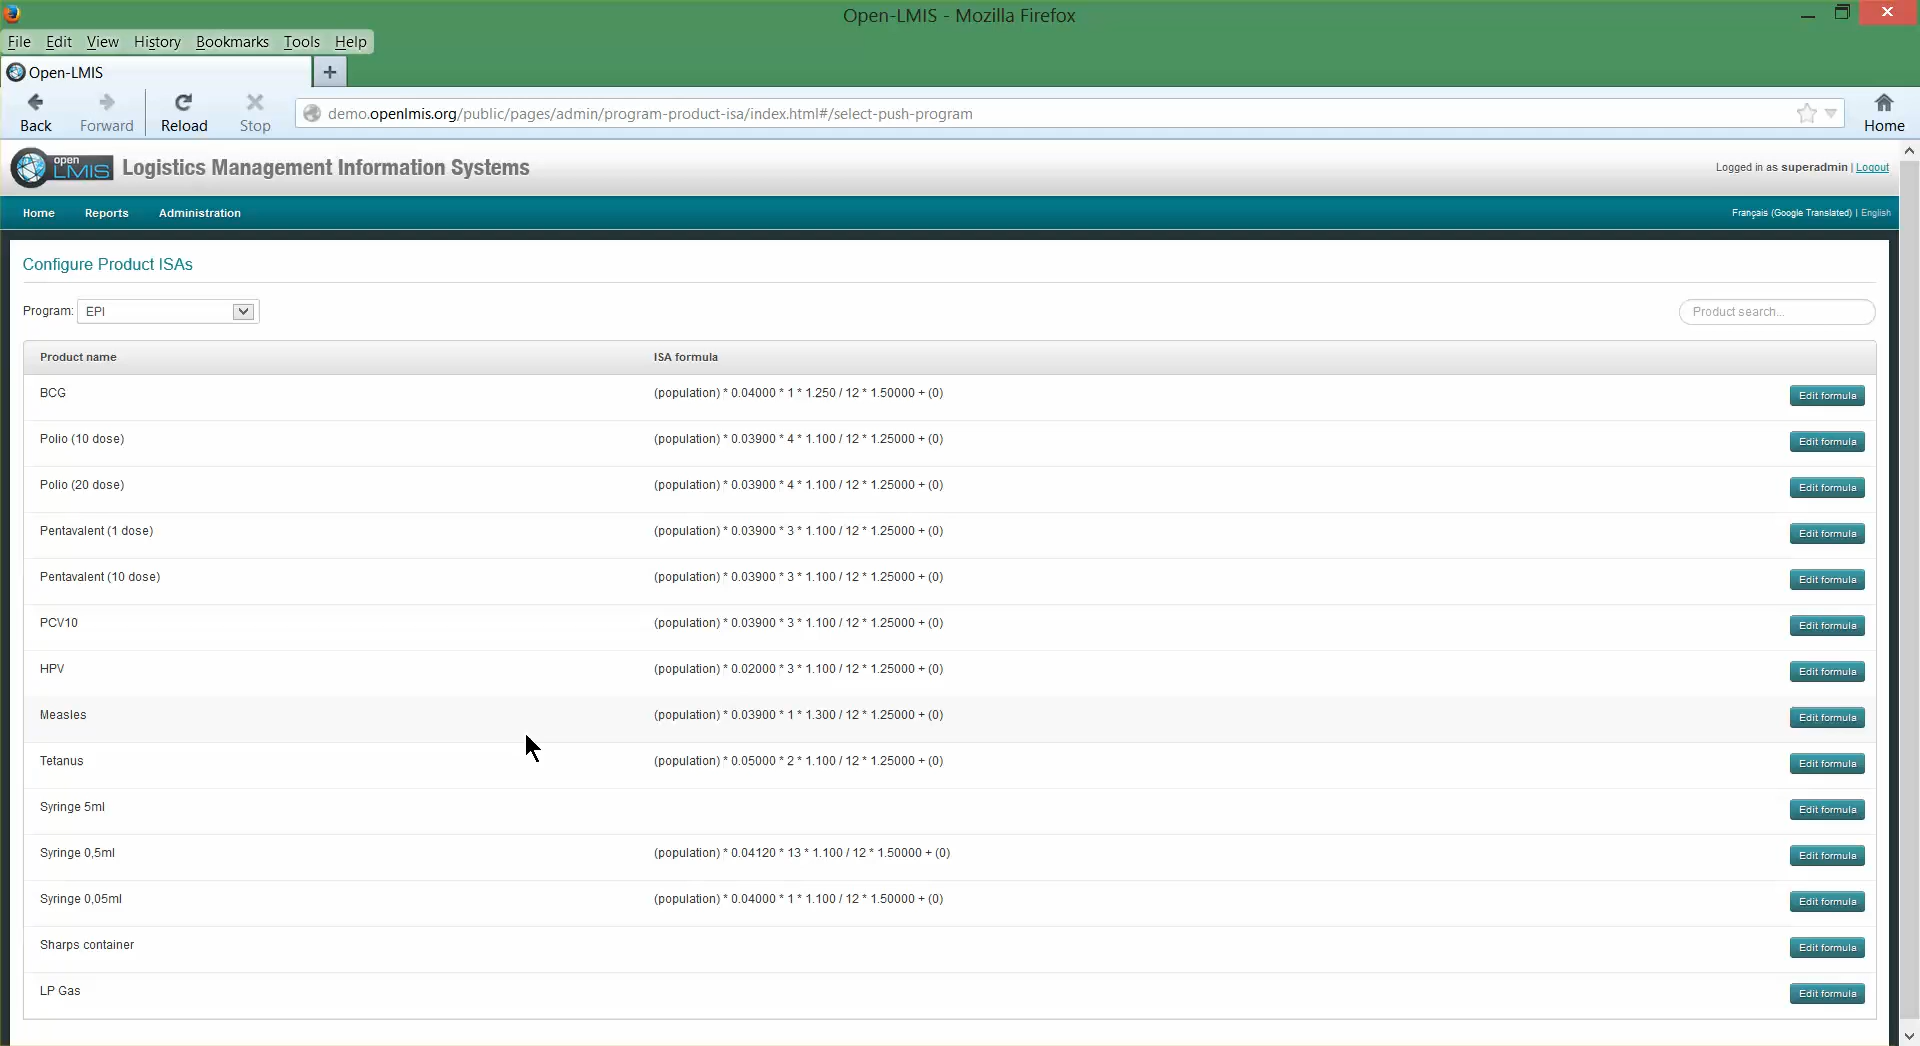 Open-LMIS - Mozilla Firefox
File Edit View History Bookmarks Tools Help
Open-LMIS
Back Forward Reload Stop demo.openlmis.org/public/pages/admin/program-product-isa/index.html#/select-push-program Home
open LMIS Logistics Management Information Systems Logged in as superadmin | Logout
Home Reports Administration Français (Google Translated) | English
Configure Product ISAs
Program: EPI Product search...
Product name ISA formula
BCG (population) * 0.04000 * 1 * 1.250 / 12 * 1.50000 + (0) Edit formula
Polio (10 dose) (population) * 0.03900 * 4 * 1.100 / 12 * 1.25000 + (0) Edit formula
Polio (20 dose) (population) * 0.03900 * 4 * 1.100 / 12 * 1.25000 + (0) Edit formula
Pentavalent (1 dose) (population) * 0.03900 * 3 * 1.100 / 12 * 1.25000 + (0) Edit formula
Pentavalent (10 dose) (population) * 0.03900 * 3 * 1.100 / 12 * 1.25000 + (0) Edit formula
PCV10 (population) * 0.03900 * 3 * 1.100 / 12 * 1.25000 + (0) Edit formula
HPV (population) * 0.02000 * 3 * 1.100 / 12 * 1.25000 + (0) Edit formula
Measles (population) * 0.03900 * 1 * 1.300 / 12 * 1.25000 + (0) Edit formula
Tetanus (population) * 0.05000 * 2 * 1.100 / 12 * 1.25000 + (0) Edit formula
Syringe 5ml Edit formula
Syringe 0,5ml (population) * 0.04120 * 13 * 1.100 / 12 * 1.50000 + (0) Edit formula
Syringe 0,05ml (population) * 0.04000 * 1 * 1.100 / 12 * 1.50000 + (0) Edit formula
Sharps container Edit formula
LP Gas Edit formula